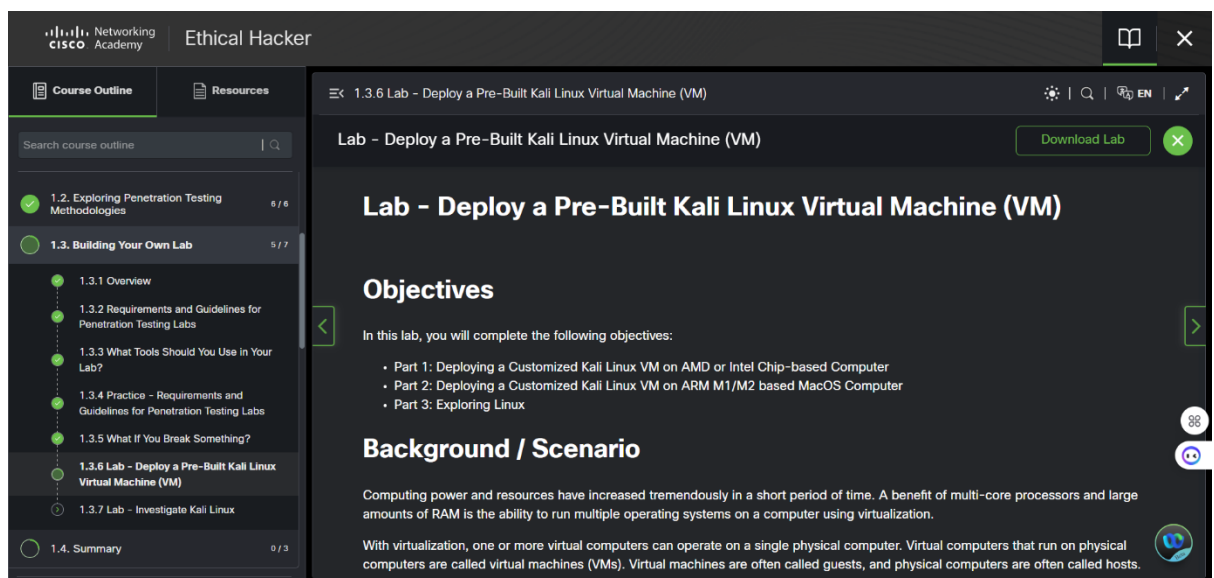 Networking
CISCO Academy
Ethical Hacker
Course Outline
Resources
1.3.6 Lab - Deploy a Pre-Built Kali Linux Virtual Machine (VM)
EN
Search course outline
Lab - Deploy a Pre-Built Kali Linux Virtual Machine (VM)
Download Lab
1.2. Exploring Penetration Testing
Methodologies
6 / 6
1.3. Building Your Own Lab
5 / 7
1.3.1 Overview
1.3.2 Requirements and Guidelines for
Penetration Testing Labs
1.3.3 What Tools Should You Use in Your
Lab?
1.3.4 Practice - Requirements and
Guidelines for Penetration Testing Labs
1.3.5 What If You Break Something?
1.3.6 Lab - Deploy a Pre-Built Kali Linux
Virtual Machine (VM)
1.3.7 Lab - Investigate Kali Linux
1.4. Summary
0 / 3
Lab - Deploy a Pre-Built Kali Linux Virtual Machine (VM)
Objectives
In this lab, you will complete the following objectives:
• Part 1: Deploying a Customized Kali Linux VM on AMD or Intel Chip-based Computer
• Part 2: Deploying a Customized Kali Linux VM on ARM M1/M2 based MacOS Computer
• Part 3: Exploring Linux
Background / Scenario
Computing power and resources have increased tremendously in a short period of time. A benefit of multi-core processors and large
amounts of RAM is the ability to run multiple operating systems on a computer using virtualization.
With virtualization, one or more virtual computers can operate on a single physical computer. Virtual computers that run on physical
computers are called virtual machines (VMs). Virtual machines are often called guests, and physical computers are often called hosts.